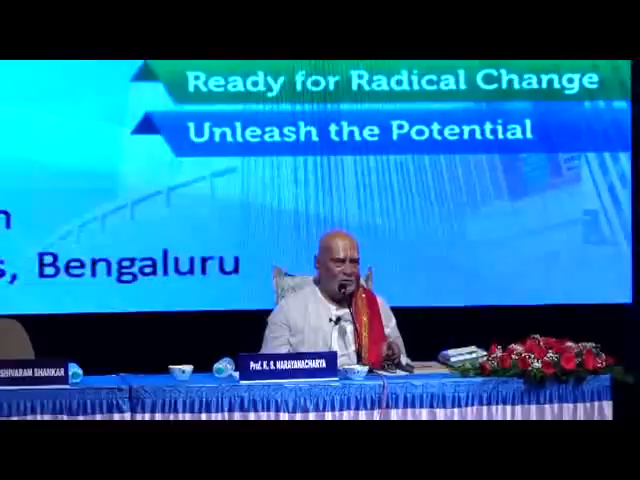 Ready for Radical Change
Unleash the Potential
n
s, Bengaluru
SHIVARAM SHANKAR
Prof. K. S. NARAYANACHARYA